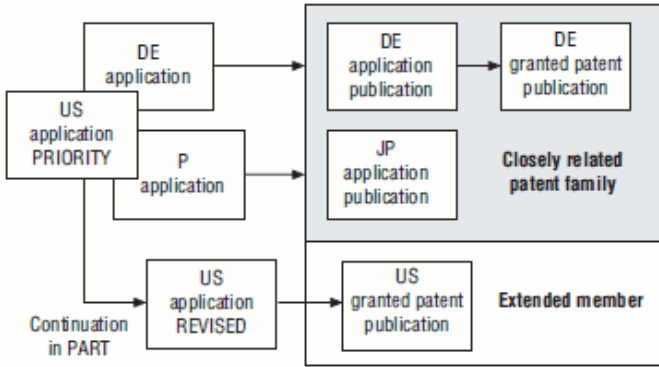 DE
application
DE
application
publication
DE
granted patent
publication
US
application
PRIORITY
P
application
JP
application
publication
Closely related
patent family
US
application
REVISED
US
granted patent
publication
Extended member
Continuation
in PART